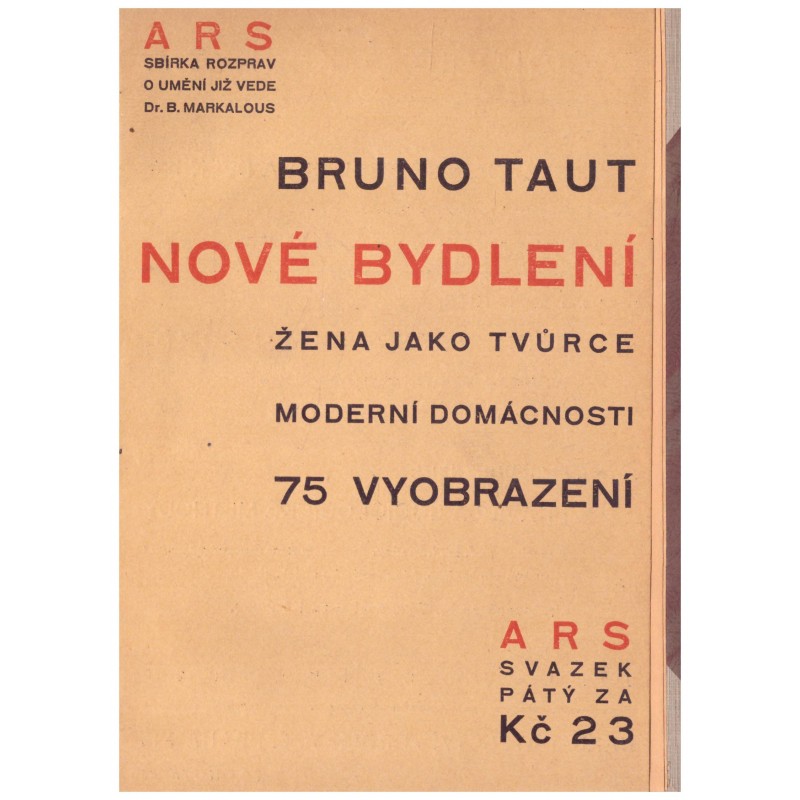 ARS
SBÍRKA ROZPRAV
O UMĚNÍ JIŽ VEDE
Dr. B. MARKALOUS
BRUNO TAUT
NOVÉ BYDLENÍ
ŽENA JAKO TVŮRCE
MODERNÍ DOMÁCNOSTI
75 VYOBRAZENÍ
ARS
SVAZEK
PÁTÝ ZA
Kč 23